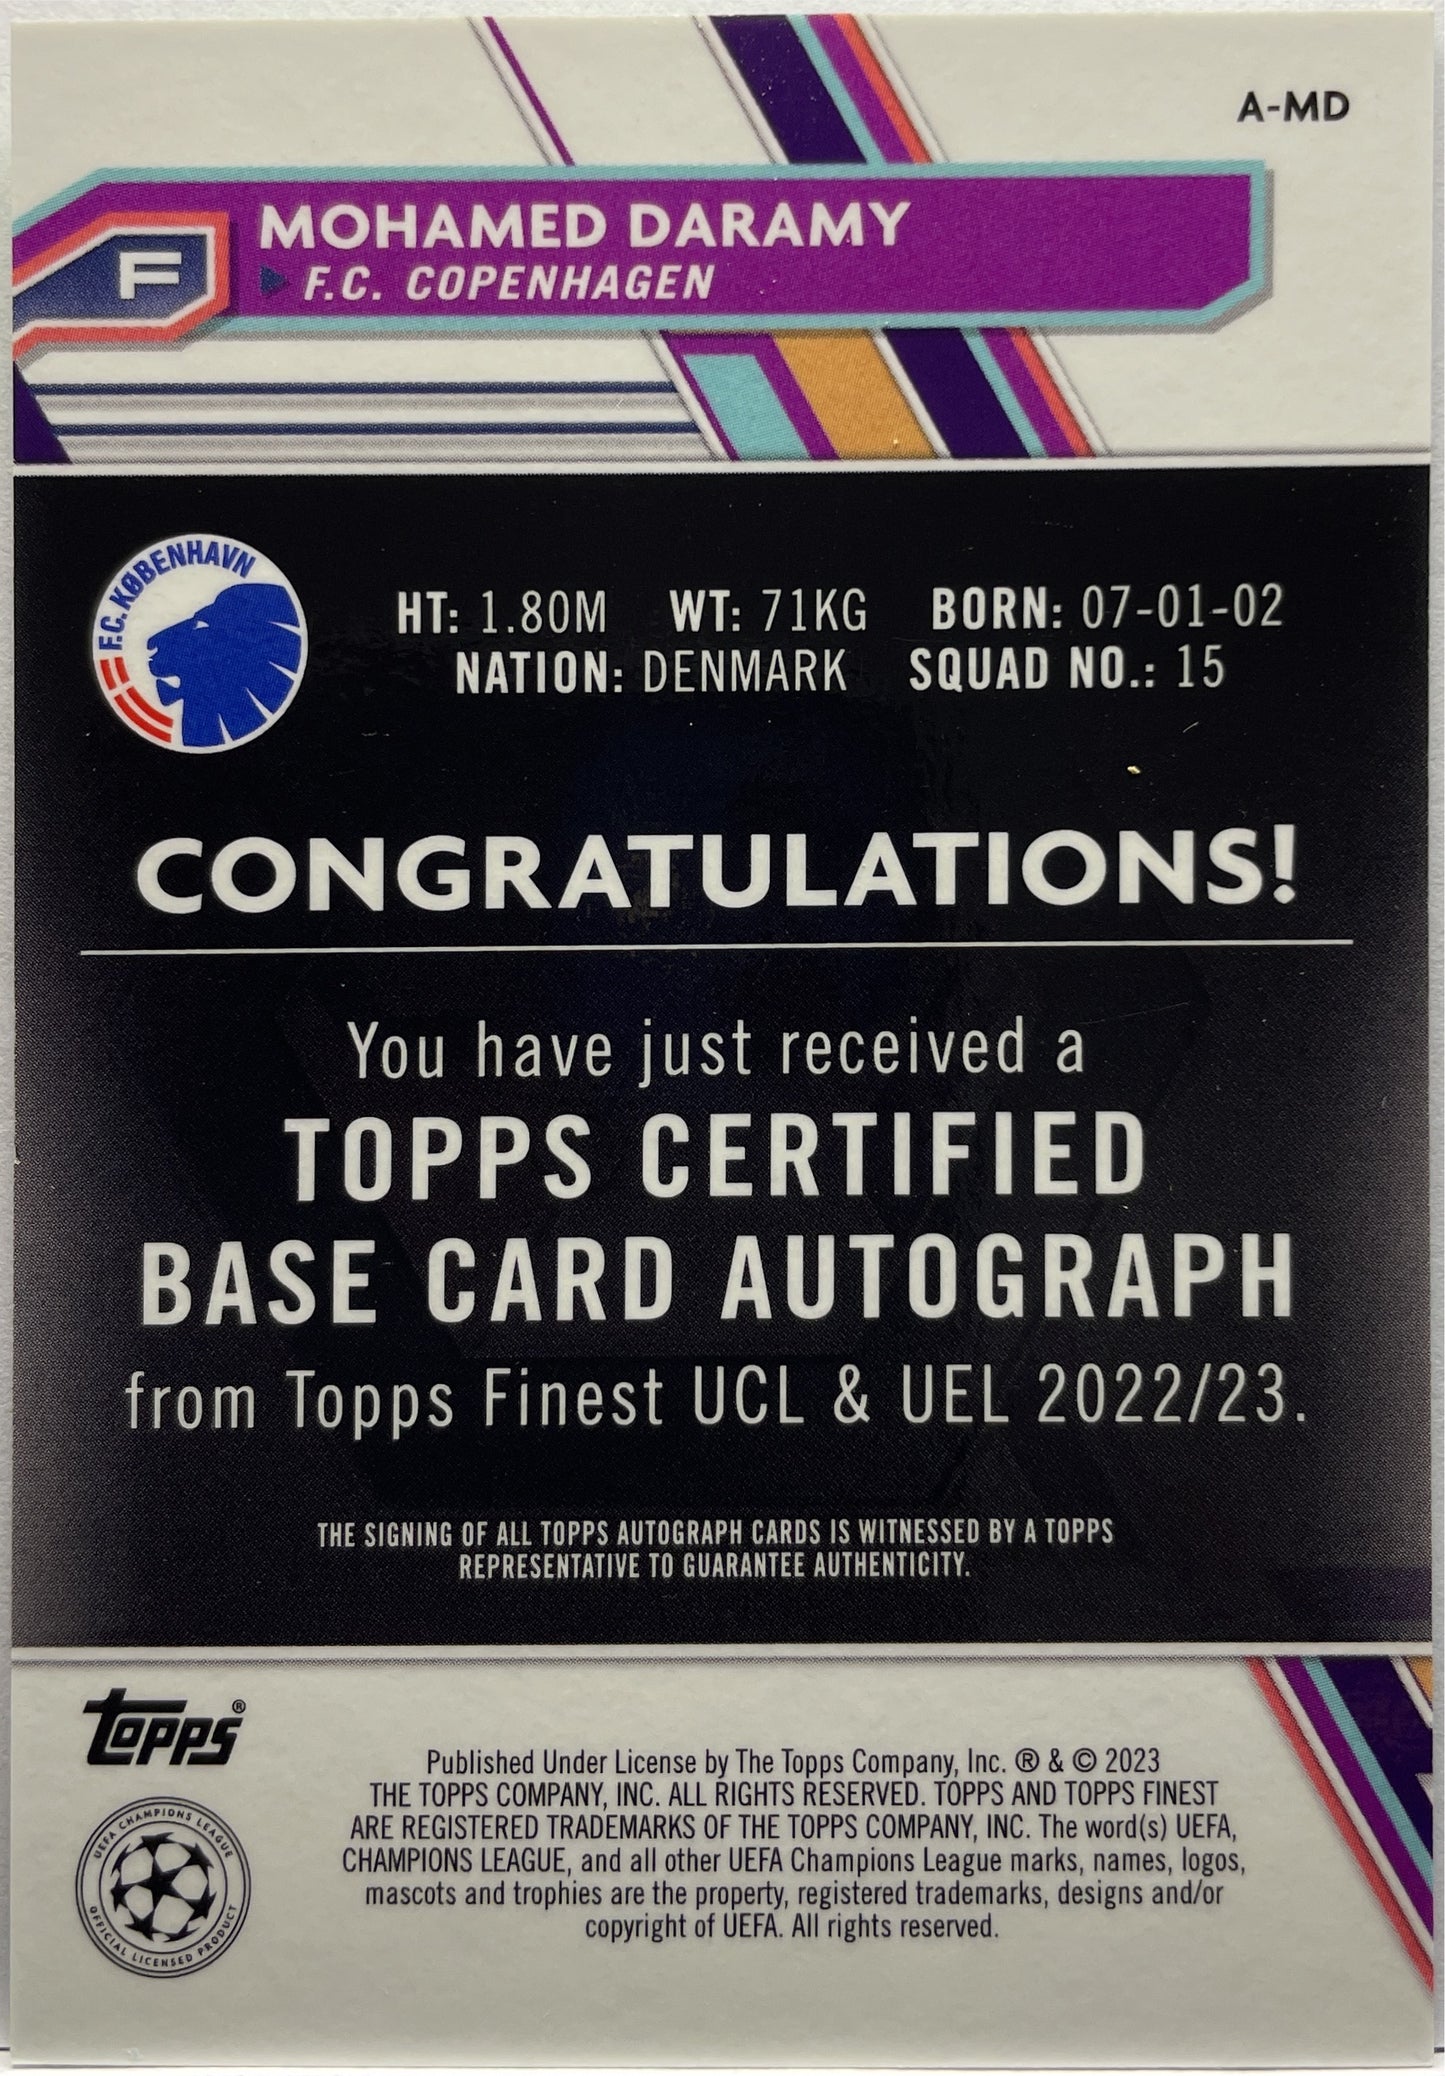 A-MD
MOHAMED DARAMY
F
F.C. COPENHAGEN
F.C. KØBENHAVN
HT: 1.80M WT: 71KG BORN: 07-01-02
NATION: DENMARK SQUAD NO.: 15
CONGRATULATIONS!
You have just received a
TOPPS CERTIFIED
BASE CARD AUTOGRAPH
from Topps Finest UCL & UEL 2022/23.
THE SIGNING OF ALL TOPPS AUTOGRAPH CARDS IS WITNESSED BY A TOPPS
REPRESENTATIVE TO GUARANTEE AUTHENTICITY.
topps®
UEFA CHAMPIONS LEAGUE
OFFICIAL LICENSED PRODUCT
Published Under License by The Topps Company, Inc. ® & © 2023
THE TOPPS COMPANY, INC. ALL RIGHTS RESERVED. TOPPS AND TOPPS FINEST
ARE REGISTERED TRADEMARKS OF THE TOPPS COMPANY, INC. The word(s) UEFA,
CHAMPIONS LEAGUE, and all other UEFA Champions League marks, names, logos,
mascots and trophies are the property, registered trademarks, designs and/or
copyright of UEFA. All rights reserved.